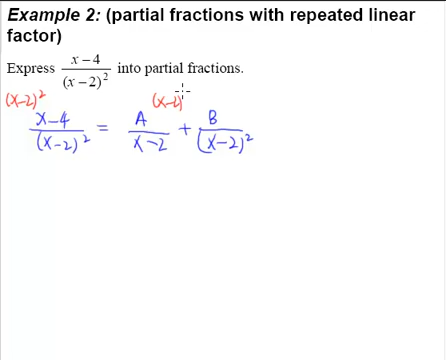 Example 2: (partial fractions with repeated linear
factor)
Express (x − 4)/(x − 2)² into partial fractions.
(x−2)² (x−2)
(x−4)/(x−2)² = A/(x−2) + B/(x−2)²